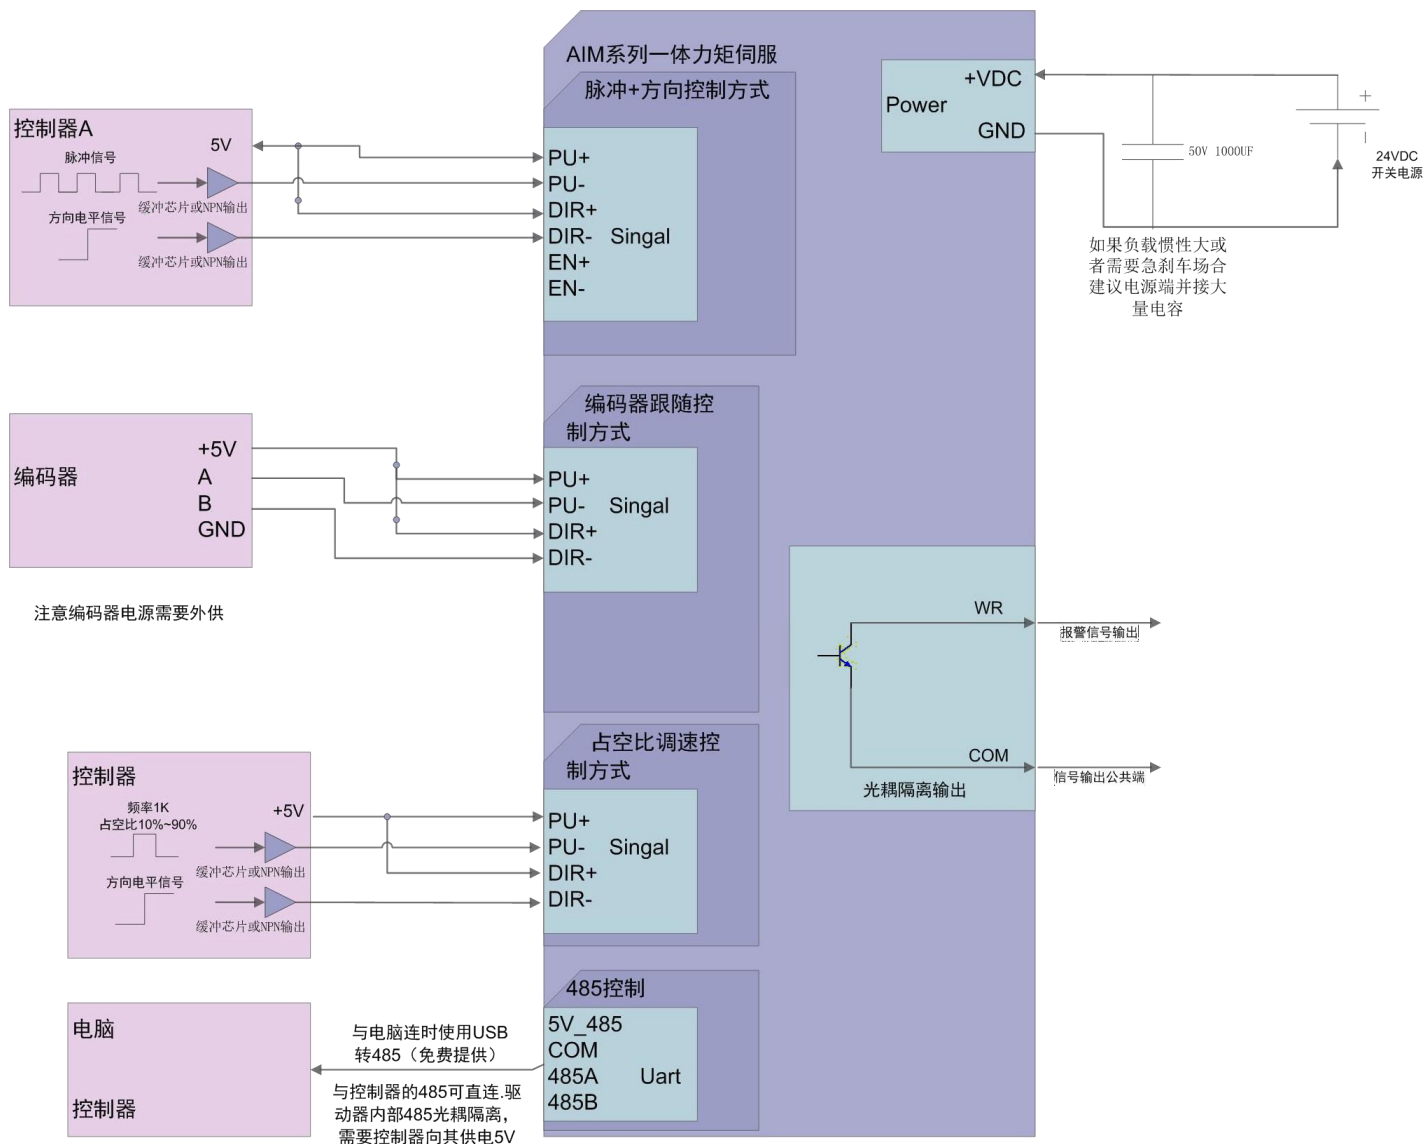 AIM系列一体力矩伺服
脉冲+方向控制方式
控制器A
脉冲信号
5V
缓冲芯片或NPN输出
方向电平信号
缓冲芯片或NPN输出
PU+
PU-
DIR+
DIR- Singal
EN+
EN-
+VDC
Power
GND
50V 1000UF
+
24VDC
开关电源
如果负载惯性大或
者需要急刹车场合
建议电源端并接大
量电容
编码器跟随控
制方式
编码器
+5V
A
B
GND
PU+
PU- Singal
DIR+
DIR-
注意编码器电源需要外供
WR
报警信号输出
COM
信号输出公共端
光耦隔离输出
占空比调速控
制方式
控制器
频率1K
占空比10%~90%
+5V
缓冲芯片或NPN输出
方向电平信号
缓冲芯片或NPN输出
PU+
PU- Singal
DIR+
DIR-
485控制
5V_485
COM
485A Uart
485B
电脑
控制器
与电脑连时使用USB
转485（免费提供）
与控制器的485可直连.驱
动器内部485光耦隔离，
需要控制器向其供电5V